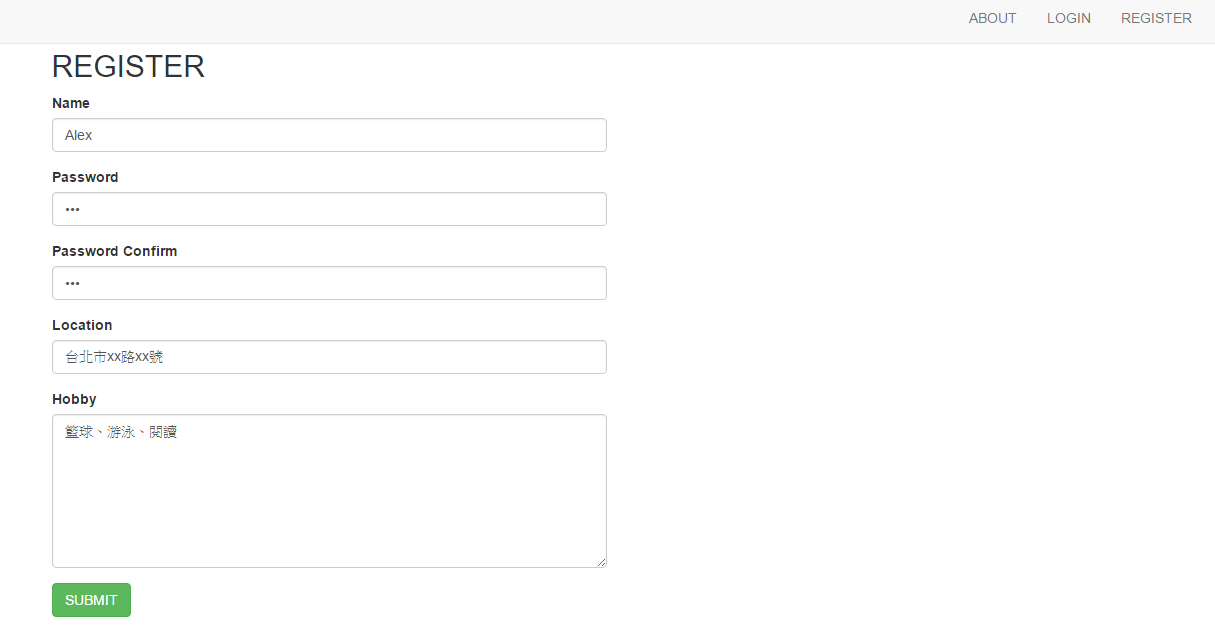 ABOUT LOGIN REGISTER
REGISTER
Name
Alex
Password
•••
Password Confirm
•••
Location
台北市xx路xx號
Hobby
籃球、游泳、閱讀
SUBMIT